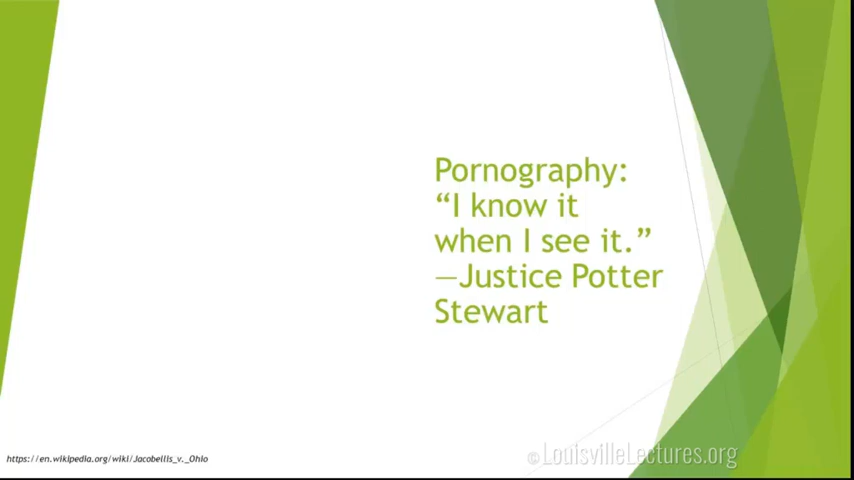 Pornography:
“I know it
when I see it.”
—Justice Potter
Stewart
https://en.wikipedia.org/wiki/Jacobellis_v._Ohio
©LouisvilleLectures.org